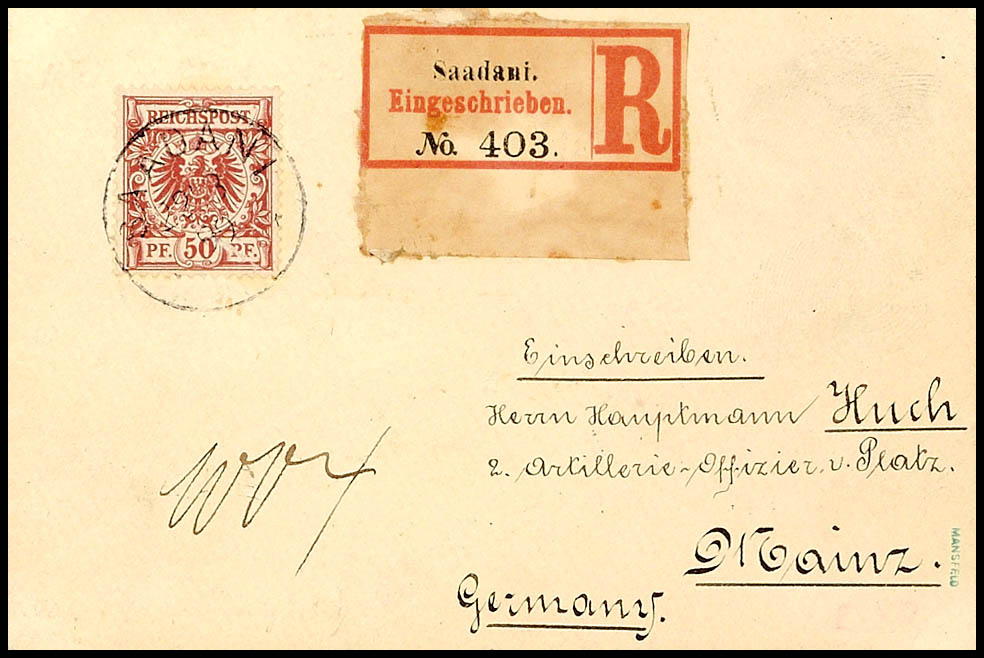 REICHSPOST
PF. 50 PF.
SAADANI
Saadani.
Eingeschrieben.
No. 403.
R
Einschreiben.
Herrn Hauptmann Huch
2. Artillerie-Offizier v. Platz.
Mainz.
Germany.
MANSFELD